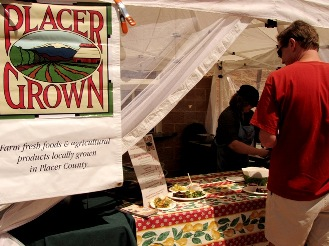 PLACER
GROWN
Farm fresh foods & agricultural
products locally grown
in Placer County.